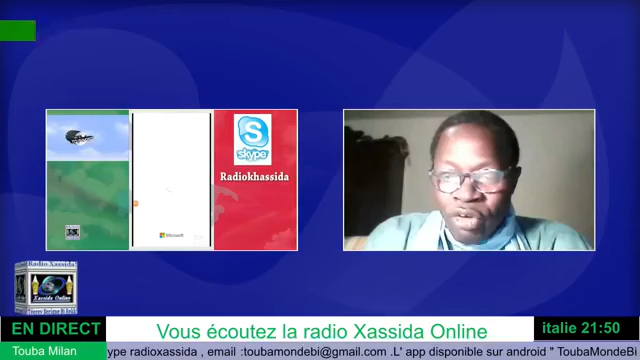 S
skype
Radiokhassida
Microsoft
Radio Xassida
Xassida Online
EN DIRECT
Vous écoutez la radio Xassida Online
italie 21:50
Touba Milan
ype radioxassida , email :toubamondebi@gmail.com .L' app disponible sur android " ToubaMondeBi